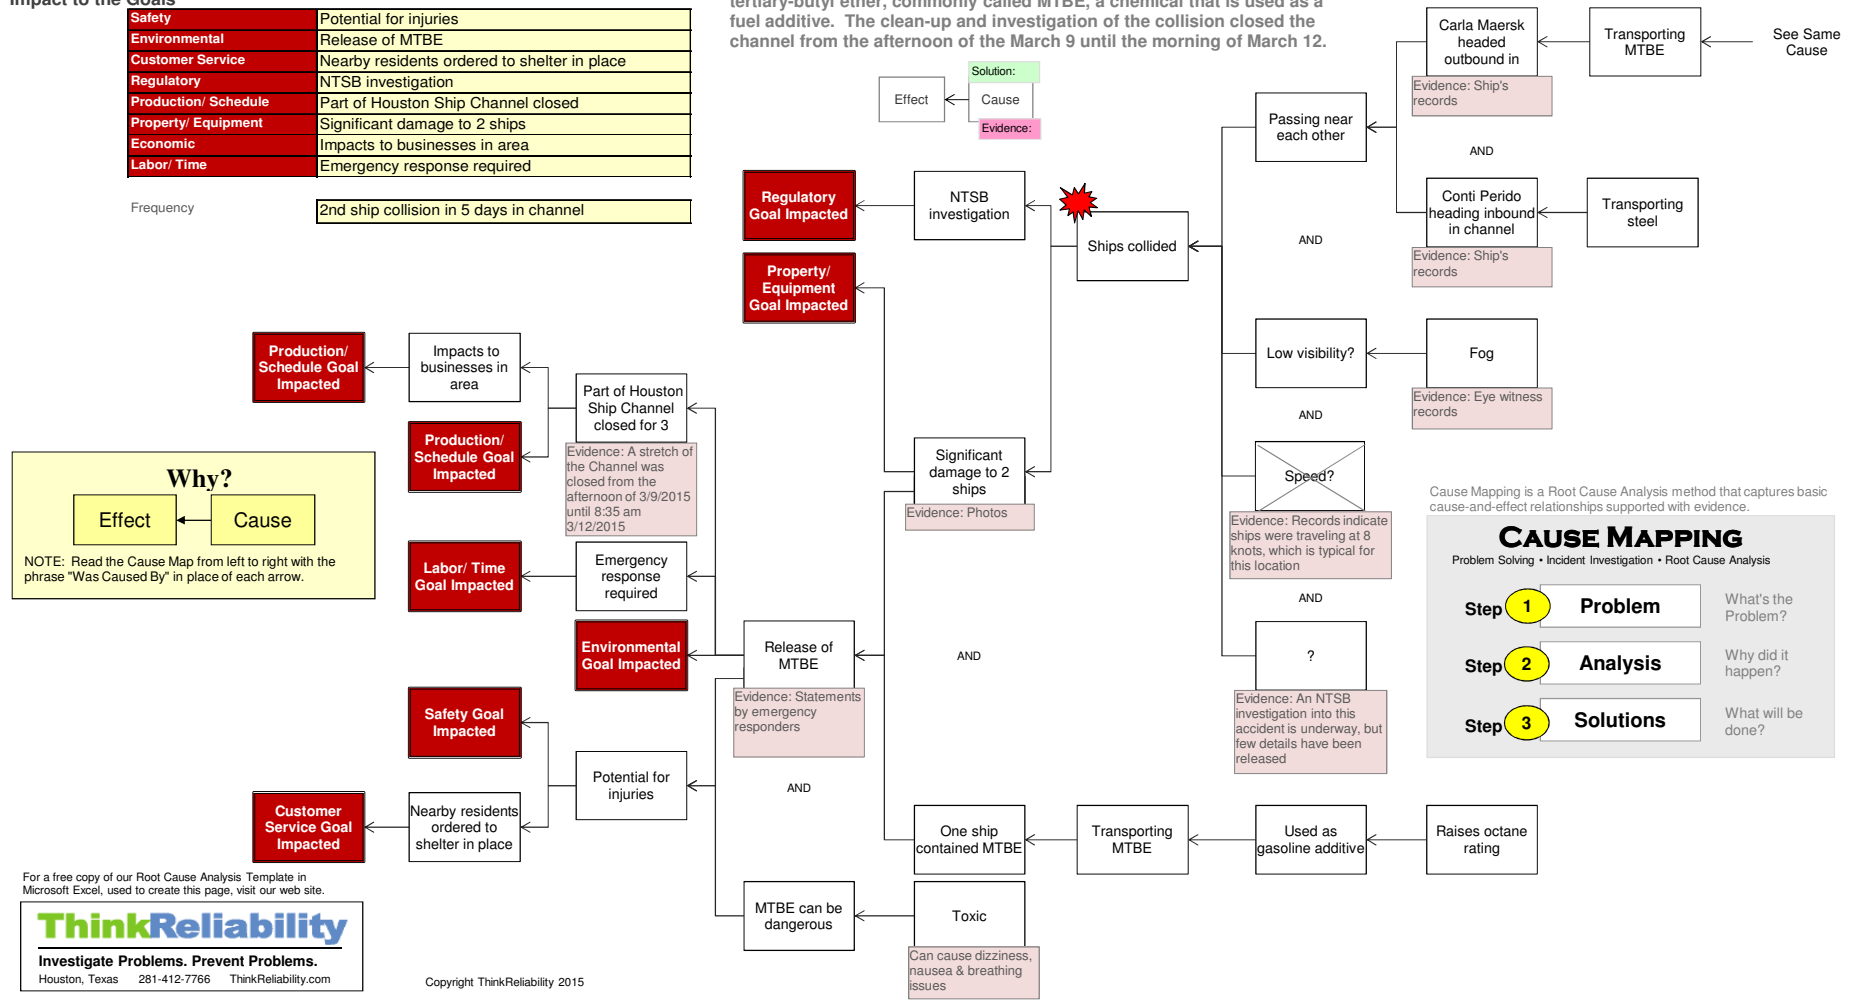 Impact to the Goals
Safety Potential for injuries
Environmental Release of MTBE
Customer Service Nearby residents ordered to shelter in place
Regulatory NTSB investigation
Production/ Schedule Part of Houston Ship Channel closed
Property/ Equipment Significant damage to 2 ships
Economic Impacts to businesses in area
Labor/ Time Emergency response required
Frequency 2nd ship collision in 5 days in channel
tertiary-butyl ether, commonly called MTBE, a chemical that is used as a
fuel additive. The clean-up and investigation of the collision closed the
channel from the afternoon of the March 9 until the morning of March 12.
Solution:
Effect
Cause
Evidence:
Carla Maersk
headed
outbound in
Evidence: Ship's
records
Transporting
MTBE
See Same
Cause
Passing near
each other
AND
Conti Perido
heading inbound
in channel
Evidence: Ship's
records
Transporting
steel
Regulatory
Goal Impacted
NTSB
investigation
Ships collided
AND
Property/
Equipment
Goal Impacted
Low visibility?
Fog
Evidence: Eye witness
records
AND
Production/
Schedule Goal
Impacted
Impacts to
businesses in
area
Part of Houston
Ship Channel
closed for 3
Production/
Schedule Goal
Impacted
Evidence: A stretch of
the Channel was
closed from the
afternoon of 3/9/2015
until 8:35 am
3/12/2015
Significant
damage to 2
ships
Evidence: Photos
Speed?
Evidence: Records indicate
ships were traveling at 8
knots, which is typical for
this location
AND
Why?
Effect
Cause
NOTE: Read the Cause Map from left to right with the
phrase "Was Caused By" in place of each arrow.
Cause Mapping is a Root Cause Analysis method that captures basic
cause-and-effect relationships supported with evidence.
CAUSE MAPPING
Problem Solving • Incident Investigation • Root Cause Analysis
Step 1 Problem
What's the
Problem?
Step 2 Analysis
Why did it
happen?
Step 3 Solutions
What will be
done?
Labor/ Time
Goal Impacted
Emergency
response
required
Environmental
Goal Impacted
Release of
MTBE
Evidence: Statements
by emergency
responders
AND
?
Evidence: An NTSB
investigation into this
accident is underway, but
few details have been
released
Safety Goal
Impacted
Potential for
injuries
AND
Customer
Service Goal
Impacted
Nearby residents
ordered to
shelter in place
One ship
contained MTBE
Transporting
MTBE
Used as
gasoline additive
Raises octane
rating
MTBE can be
dangerous
Toxic
Can cause dizziness,
nausea & breathing
issues
For a free copy of our Root Cause Analysis Template in
Microsoft Excel, used to create this page, visit our web site.
ThinkReliability
Investigate Problems. Prevent Problems.
Houston, Texas 281-412-7766 ThinkReliability.com
Copyright ThinkReliability 2015